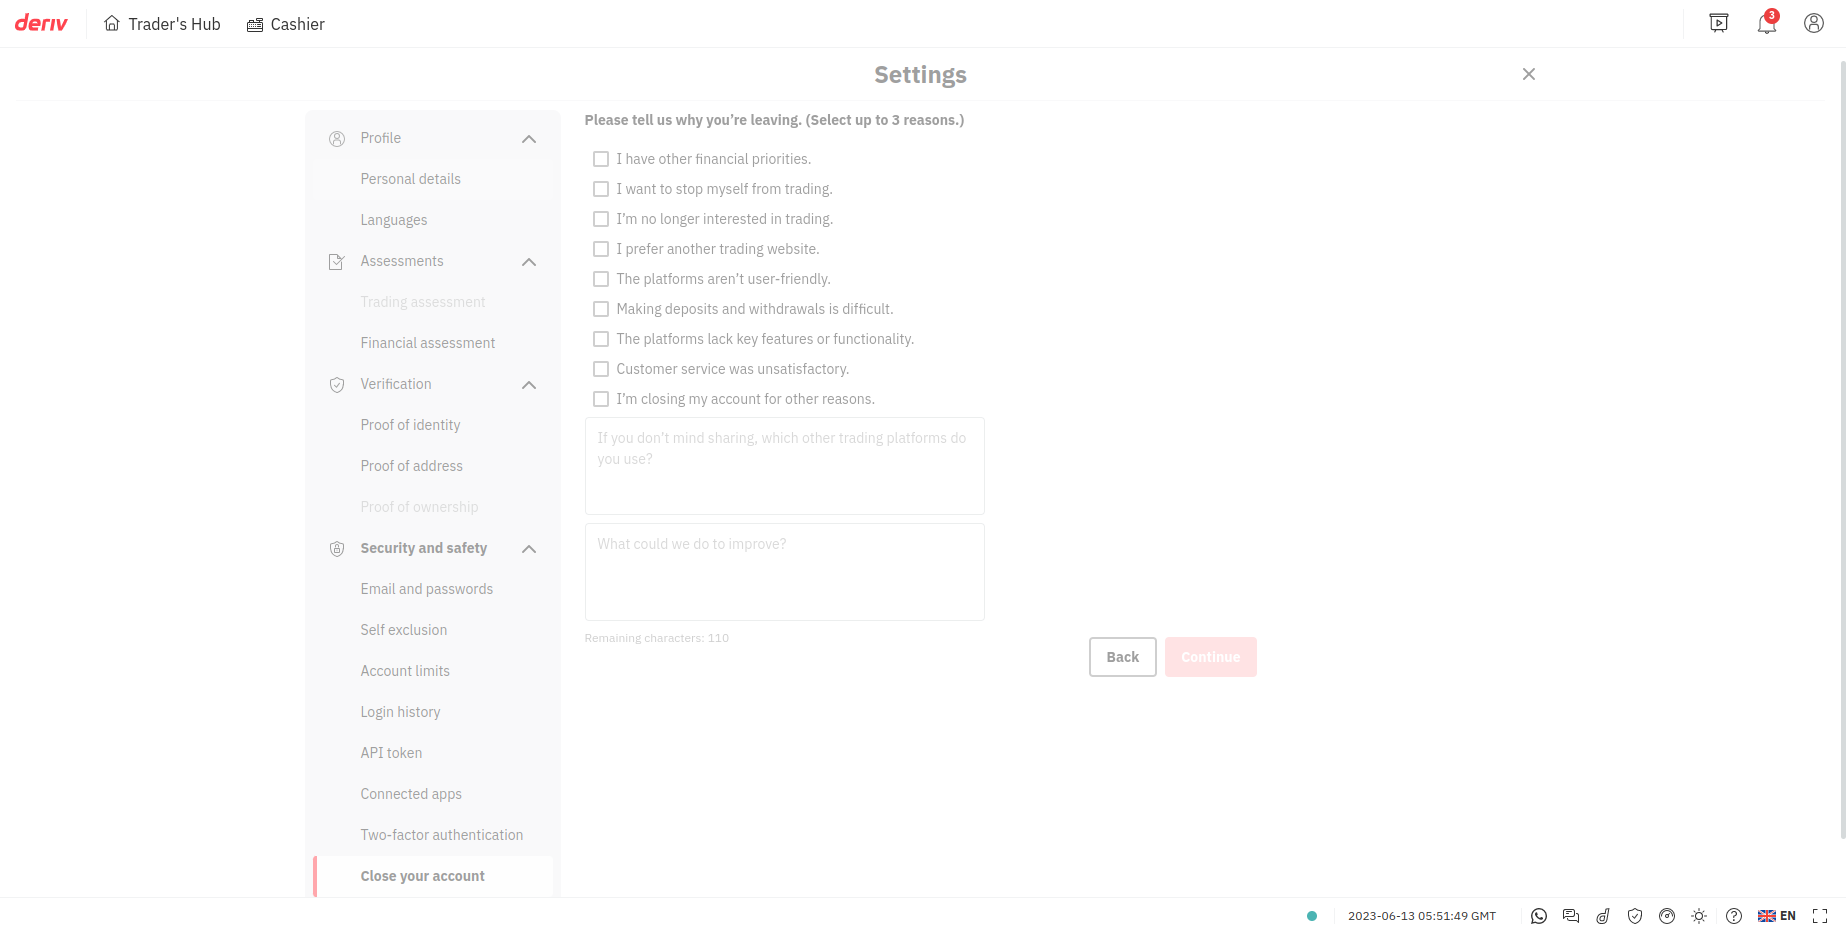 deriv
Trader's Hub
Cashier
3
Settings
Profile
Personal details
Languages
Assessments
Trading assessment
Financial assessment
Verification
Proof of identity
Proof of address
Proof of ownership
Security and safety
Email and passwords
Self exclusion
Account limits
Login history
API token
Connected apps
Two-factor authentication
Close your account
Please tell us why you’re leaving. (Select up to 3 reasons.)
I have other financial priorities.
I want to stop myself from trading.
I’m no longer interested in trading.
I prefer another trading website.
The platforms aren’t user-friendly.
Making deposits and withdrawals is difficult.
The platforms lack key features or functionality.
Customer service was unsatisfactory.
I’m closing my account for other reasons.
If you don’t mind sharing, which other trading platforms do
you use?
What could we do to improve?
Remaining characters: 110
Back
Continue
2023-06-13 05:51:49 GMT
EN